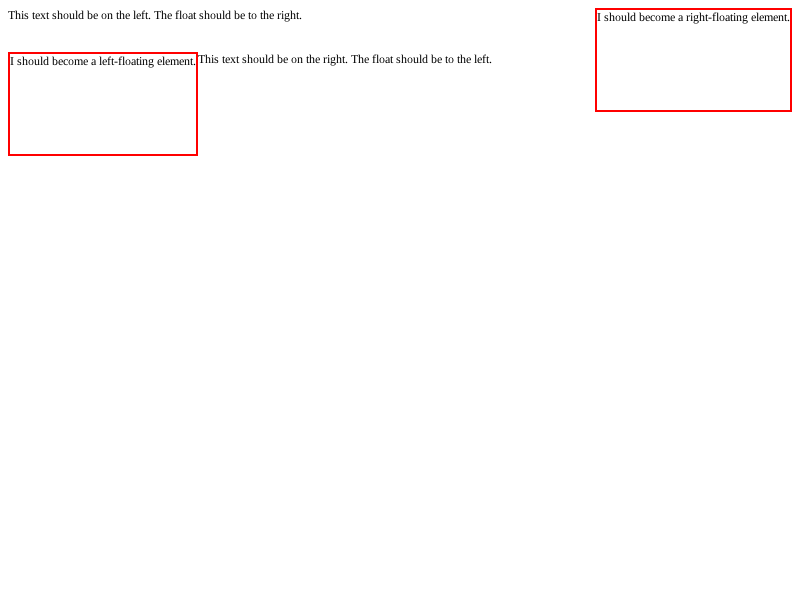 This text should be on the left. The float should be to the right.
I should become a right-floating element.
I should become a left-floating element.
This text should be on the right. The float should be to the left.